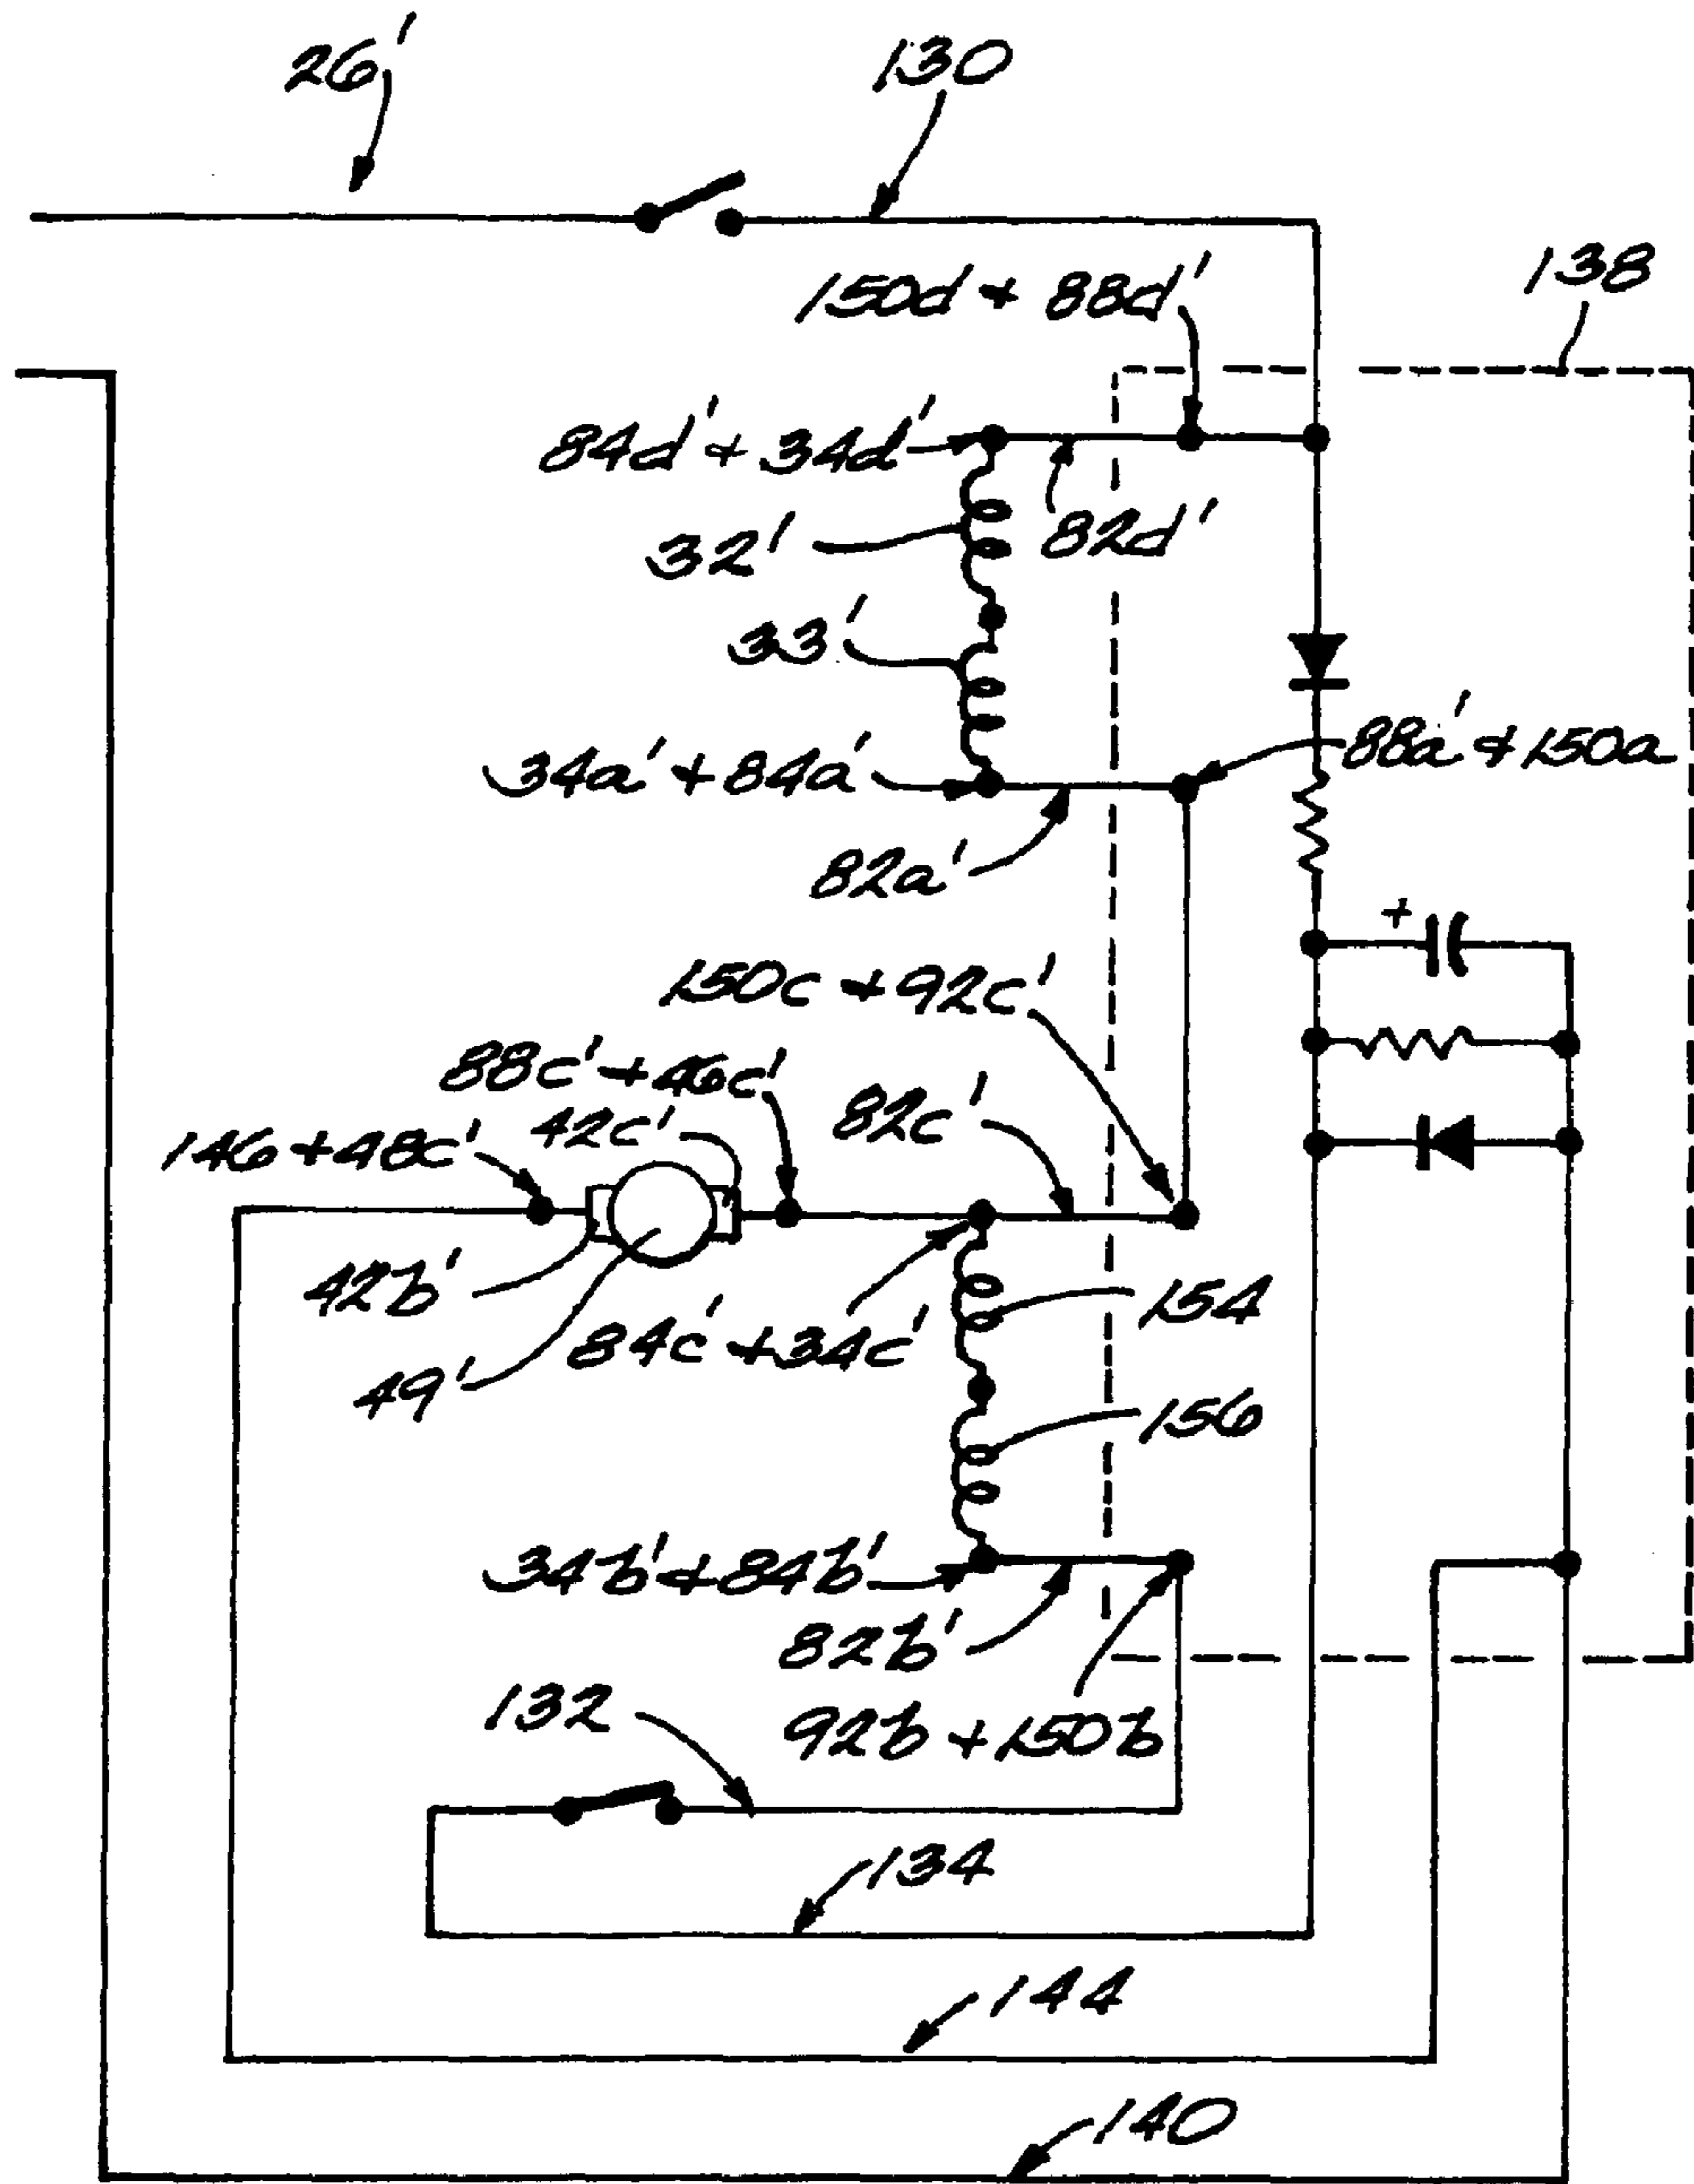 26'
130
138
150d + 88d'
84d' + 34d'
82d'
32'
33'
88a' + 150a
34a' + 84a'
82a'
+
150c + 92c'
88c' + 46c'
82c'
42c'
146 + 48c'
42b'
154
84c' + 34c'
49'
156
34b' + 84b'
82b'
132
92b + 150b
134
144
140